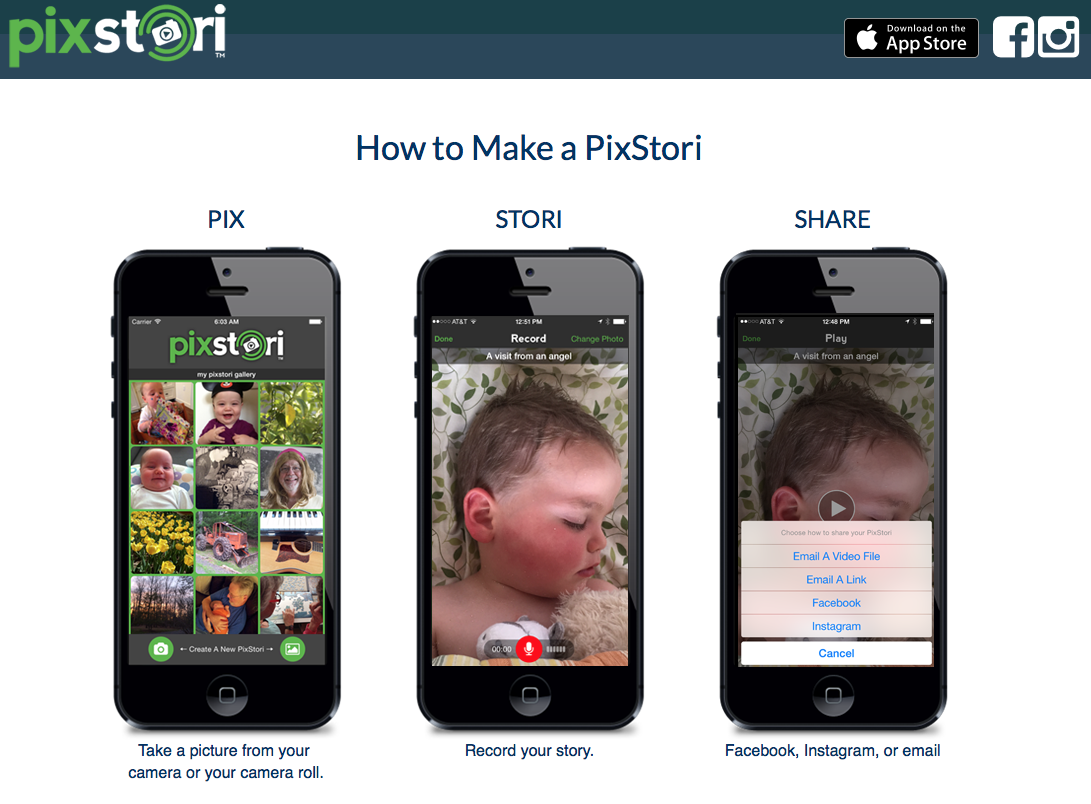 pixstori TM
Download on the
App Store
How to Make a PixStori
PIX
STORI
SHARE
Carrier 6:03 AM
pixstori TM
my pixstori gallery
← Create A New PixStori →
AT&T 12:51 PM
Done Record Change Photo
A visit from an angel
00:00
AT&T 12:48 PM
Done Play
A visit from an angel
Choose how to share your PixStori
Email A Video File
Email A Link
Facebook
Instagram
Cancel
Take a picture from your
camera or your camera roll.
Record your story.
Facebook, Instagram, or email